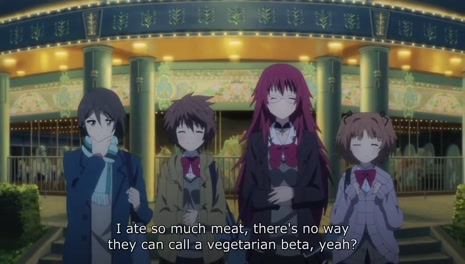 I ate so much meat, there's no way
they can call a vegetarian beta, yeah?